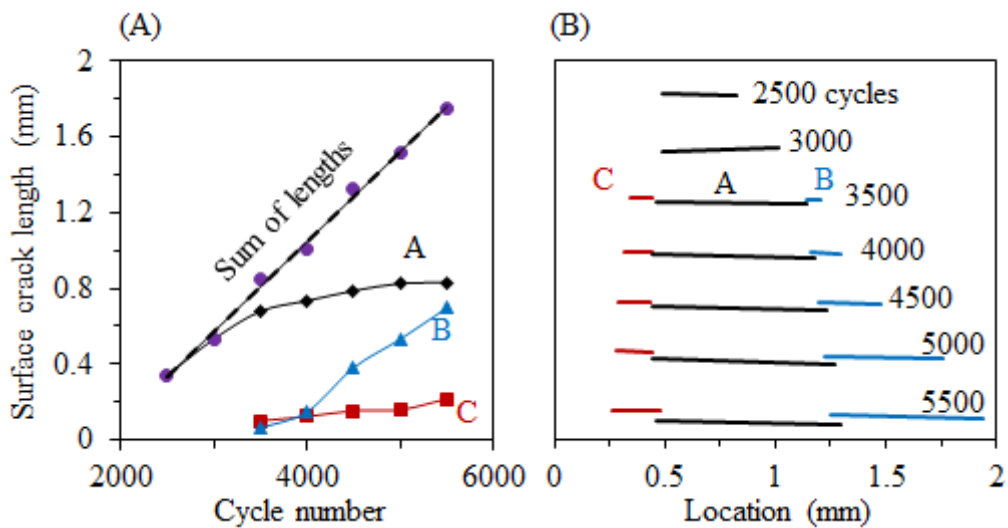 (A)
Surface crack length (mm)
2
1.6
1.2
0.8
0.4
0
2000
4000
6000
Cycle number
Sum of lengths
A
B
C
(B)
2500 cycles
3000
C
A
B
3500
4000
4500
5000
5500
0
0.5
1
1.5
2
Location (mm)